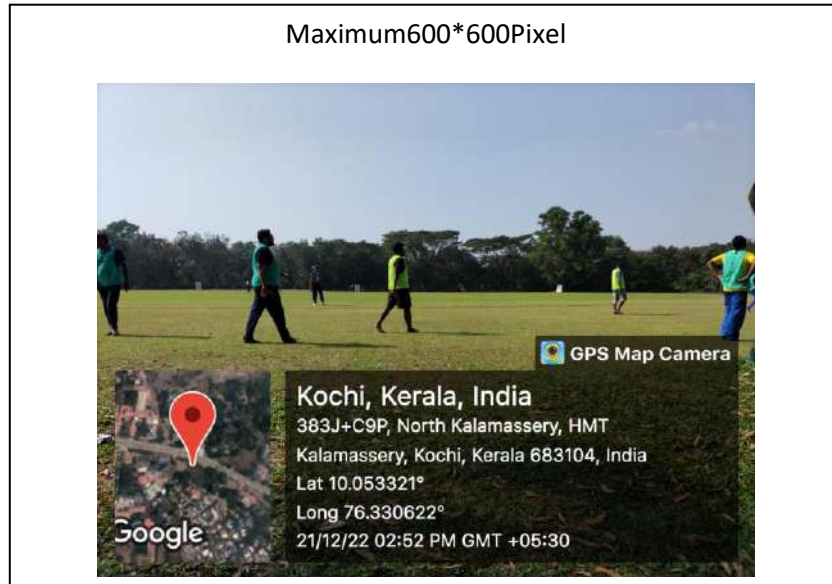 Maximum600*600Pixel
GPS Map Camera
Kochi, Kerala, India
383J+C9P, North Kalamassery, HMT
Kalamassery, Kochi, Kerala 683104, India
Lat 10.053321°
Long 76.330622°
21/12/22 02:52 PM GMT +05:30
Google